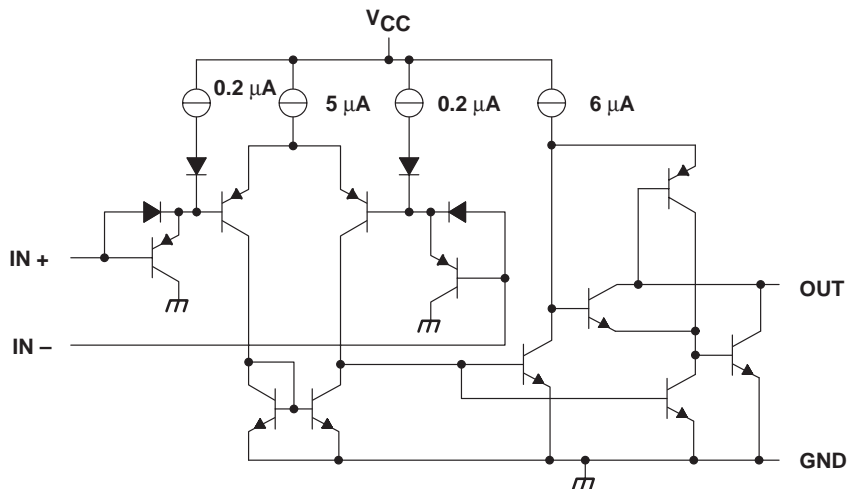 VCC
0.2 μA
5 μA
0.2 μA
6 μA
IN +
OUT
IN –
GND